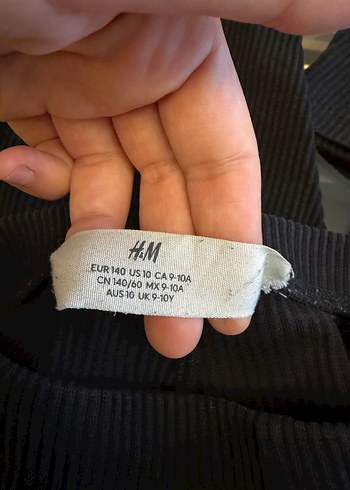 H&M
EUR 140 US 10 CA 9-10A
CN 140/60 MX 9-10A
AUS 10 UK 9-10Y